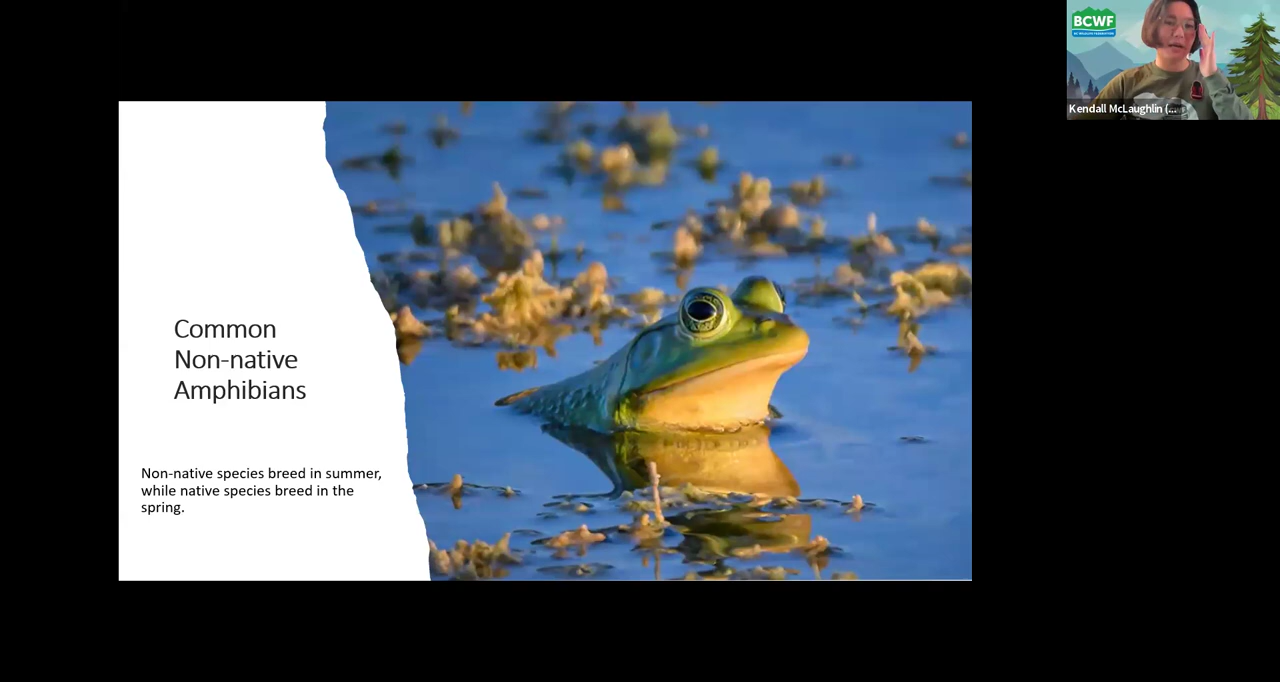 BCWF
Kendall McLaughlin (...
Common
Non-native
Amphibians
Non-native species breed in summer,
while native species breed in the
spring.